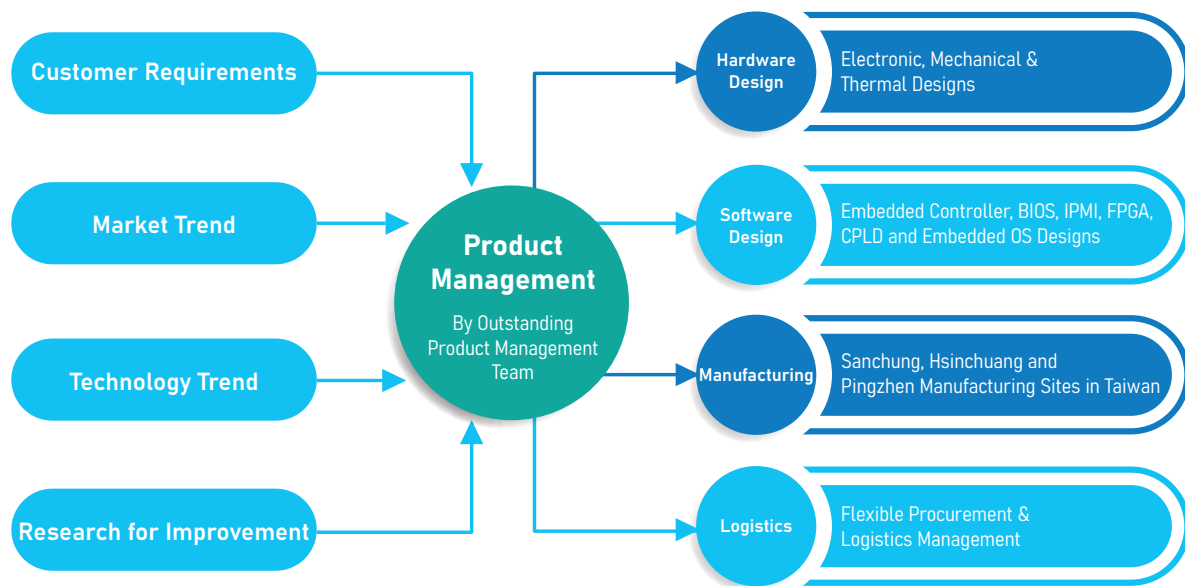 Customer Requirements
Market Trend
Technology Trend
Research for Improvement
Product
Management
By Outstanding
Product Management
Team
Hardware
Design
Electronic, Mechanical &
Thermal Designs
Software
Design
Embedded Controller, BIOS, IPMI, FPGA,
CPLD and Embedded OS Designs
Manufacturing
Sanchung, Hsinchuang and
Pingzhen Manufacturing Sites in Taiwan
Logistics
Flexible Procurement &
Logistics Management